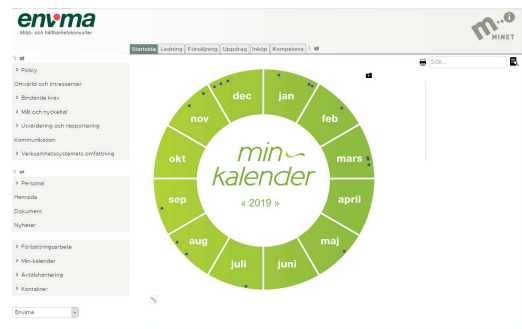 envima
Miljö- och hållbarhetskonsulter
m..i
MINET
Startsida Ledning Försäljning Uppdrag Inköp Kompetens
Sök...
> Policy
Omvärld och intressenter
> Bindande krav
> Mål och nyckeltal
> Utvärdering och rapportering
Kommunikation
> Verksamhetssystemets omfattning
> Personal
Hemsida
Dokument
Nyheter
> Förbättringsarbete
> Min-kalender
> Avtalshantering
> Kontakter
Envima
dec
jan
nov
feb
okt
mars
min
kalender
« 2019 »
sep
april
aug
maj
juli
juni